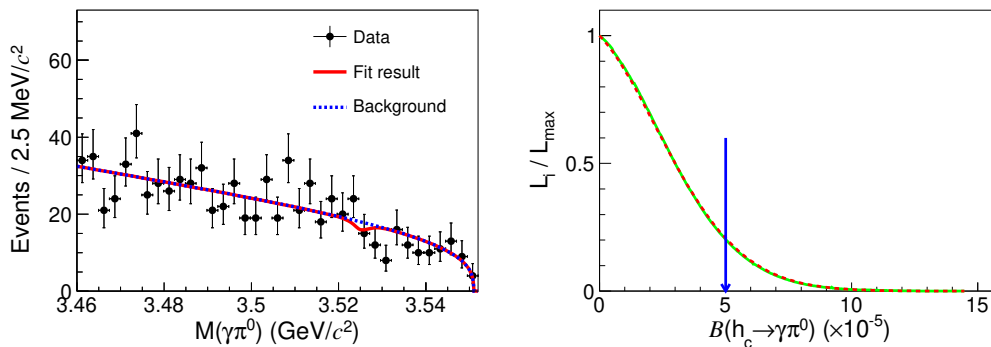 Events / 2.5 MeV/c²
60
40
20
0
Data
Fit result
Background
3.46
3.48
3.5
3.52
3.54
M(γπ⁰) (GeV/c²)
Lᵢ / Lₘₐₓ
1
0.5
0
0
5
10
15
B(h_c→γπ⁰) (×10⁻⁵)